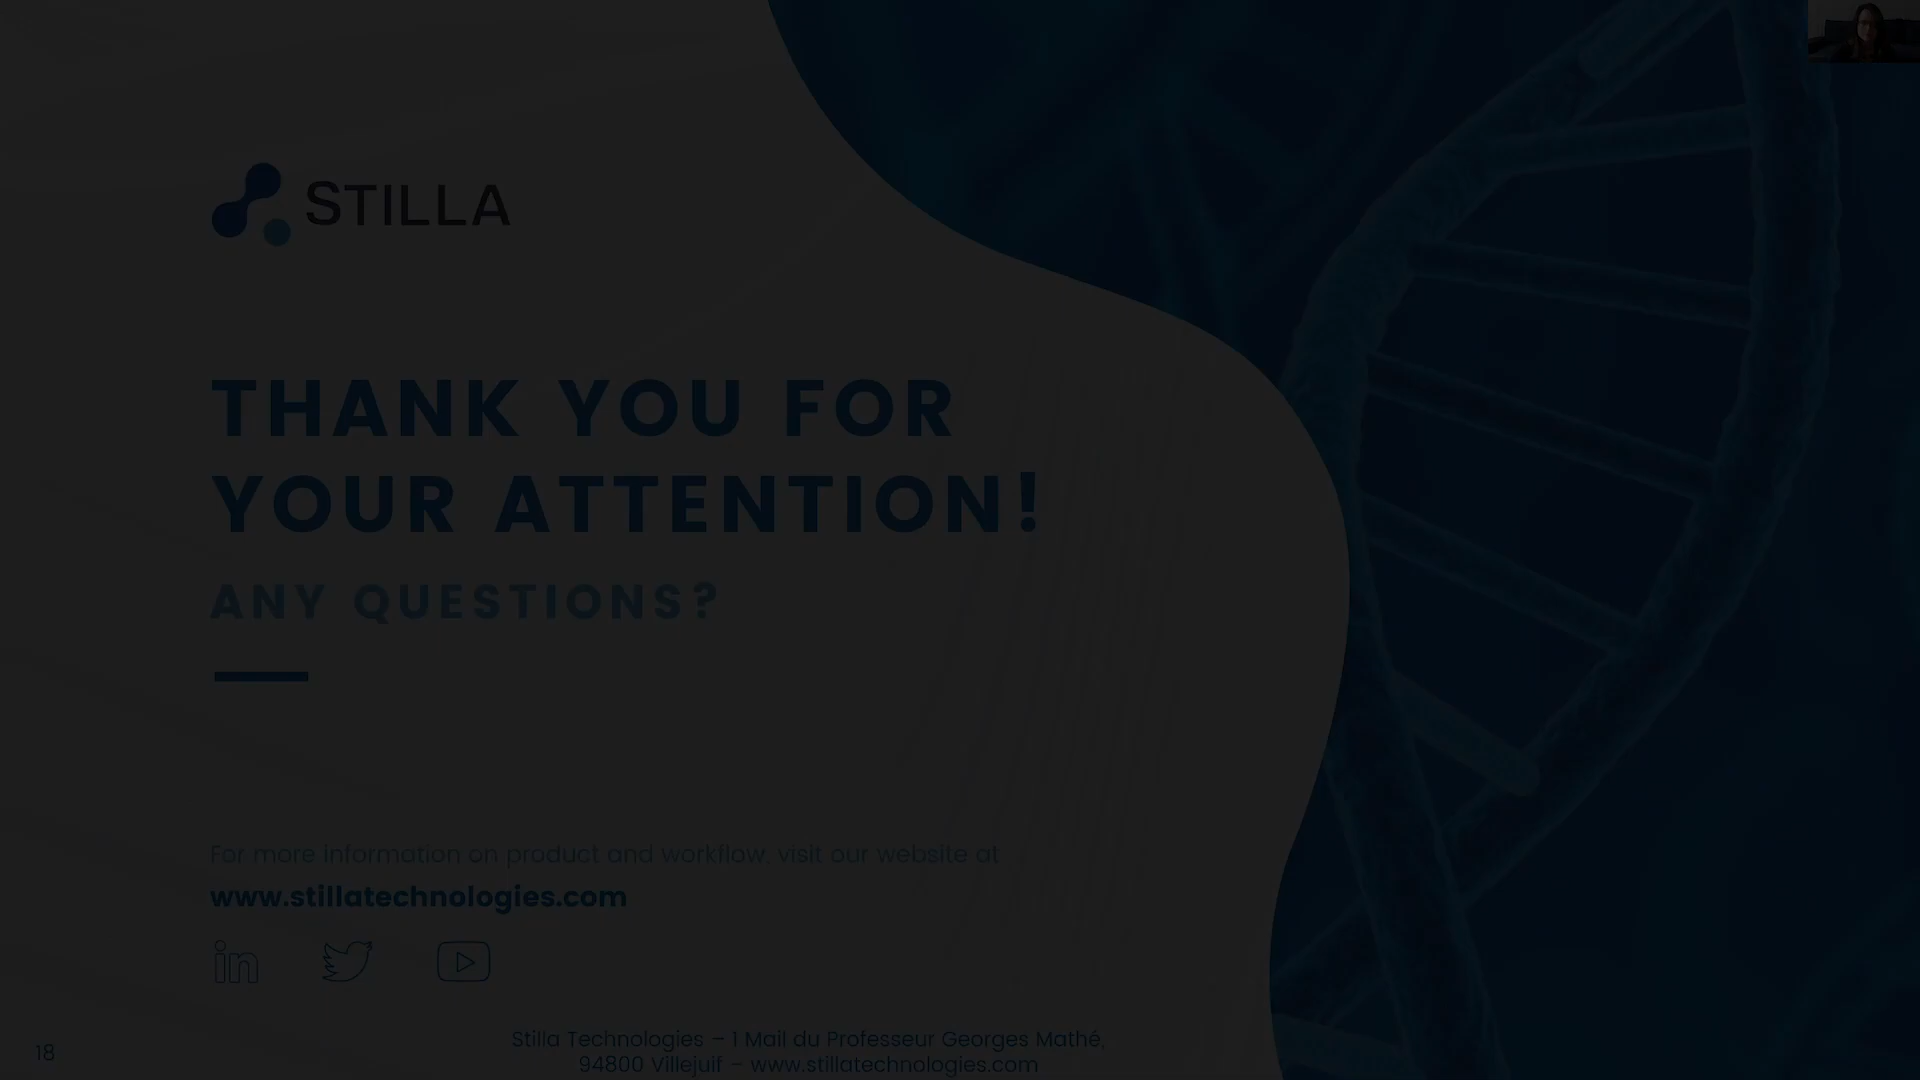 STILLA
THANK YOU FOR
YOUR ATTENTION!
ANY QUESTIONS?
For more information on product and workflow, visit our website at
www.stillatechnologies.com
in
Stilla Technologies – 1 Mail du Professeur Georges Mathé,
94800 Villejuif – www.stillatechnologies.com
18